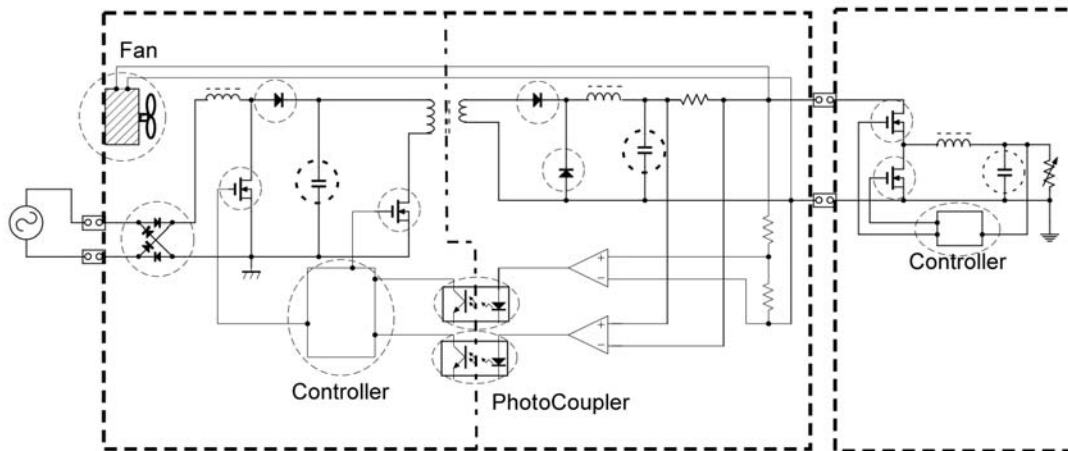 Fan
+
−
Controller
+
−
Controller
PhotoCoupler